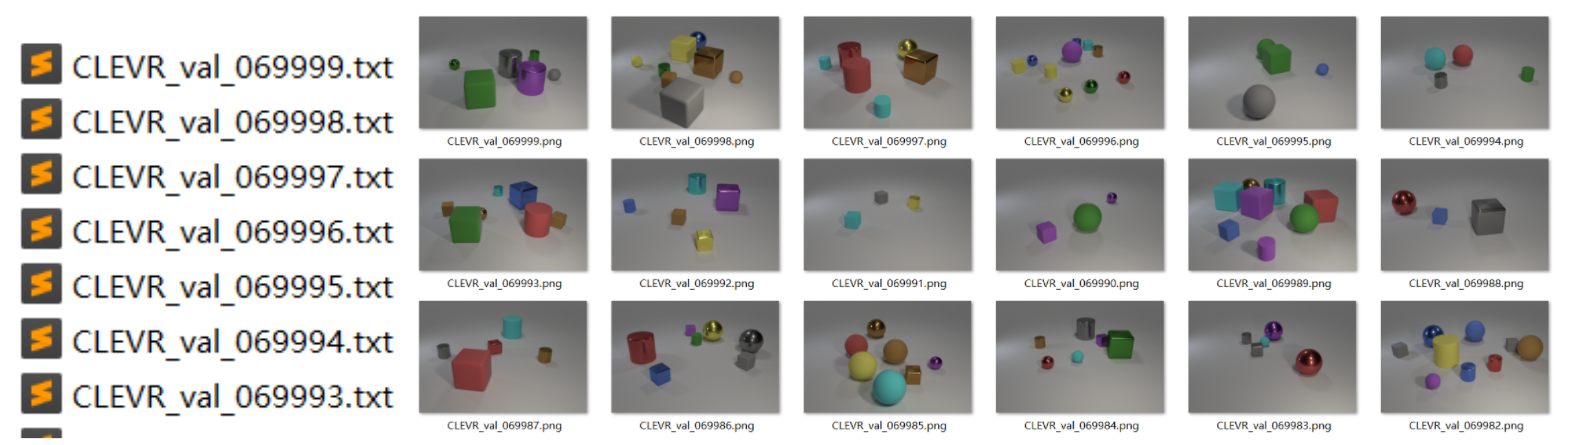 CLEVR_val_069999.txt
CLEVR_val_069998.txt
CLEVR_val_069997.txt
CLEVR_val_069996.txt
CLEVR_val_069995.txt
CLEVR_val_069994.txt
CLEVR_val_069993.txt
CLEVR_val_069999.png
CLEVR_val_069998.png
CLEVR_val_069997.png
CLEVR_val_069996.png
CLEVR_val_069995.png
CLEVR_val_069994.png
CLEVR_val_069993.png
CLEVR_val_069992.png
CLEVR_val_069991.png
CLEVR_val_069990.png
CLEVR_val_069989.png
CLEVR_val_069988.png
CLEVR_val_069987.png
CLEVR_val_069986.png
CLEVR_val_069985.png
CLEVR_val_069984.png
CLEVR_val_069983.png
CLEVR_val_069982.png